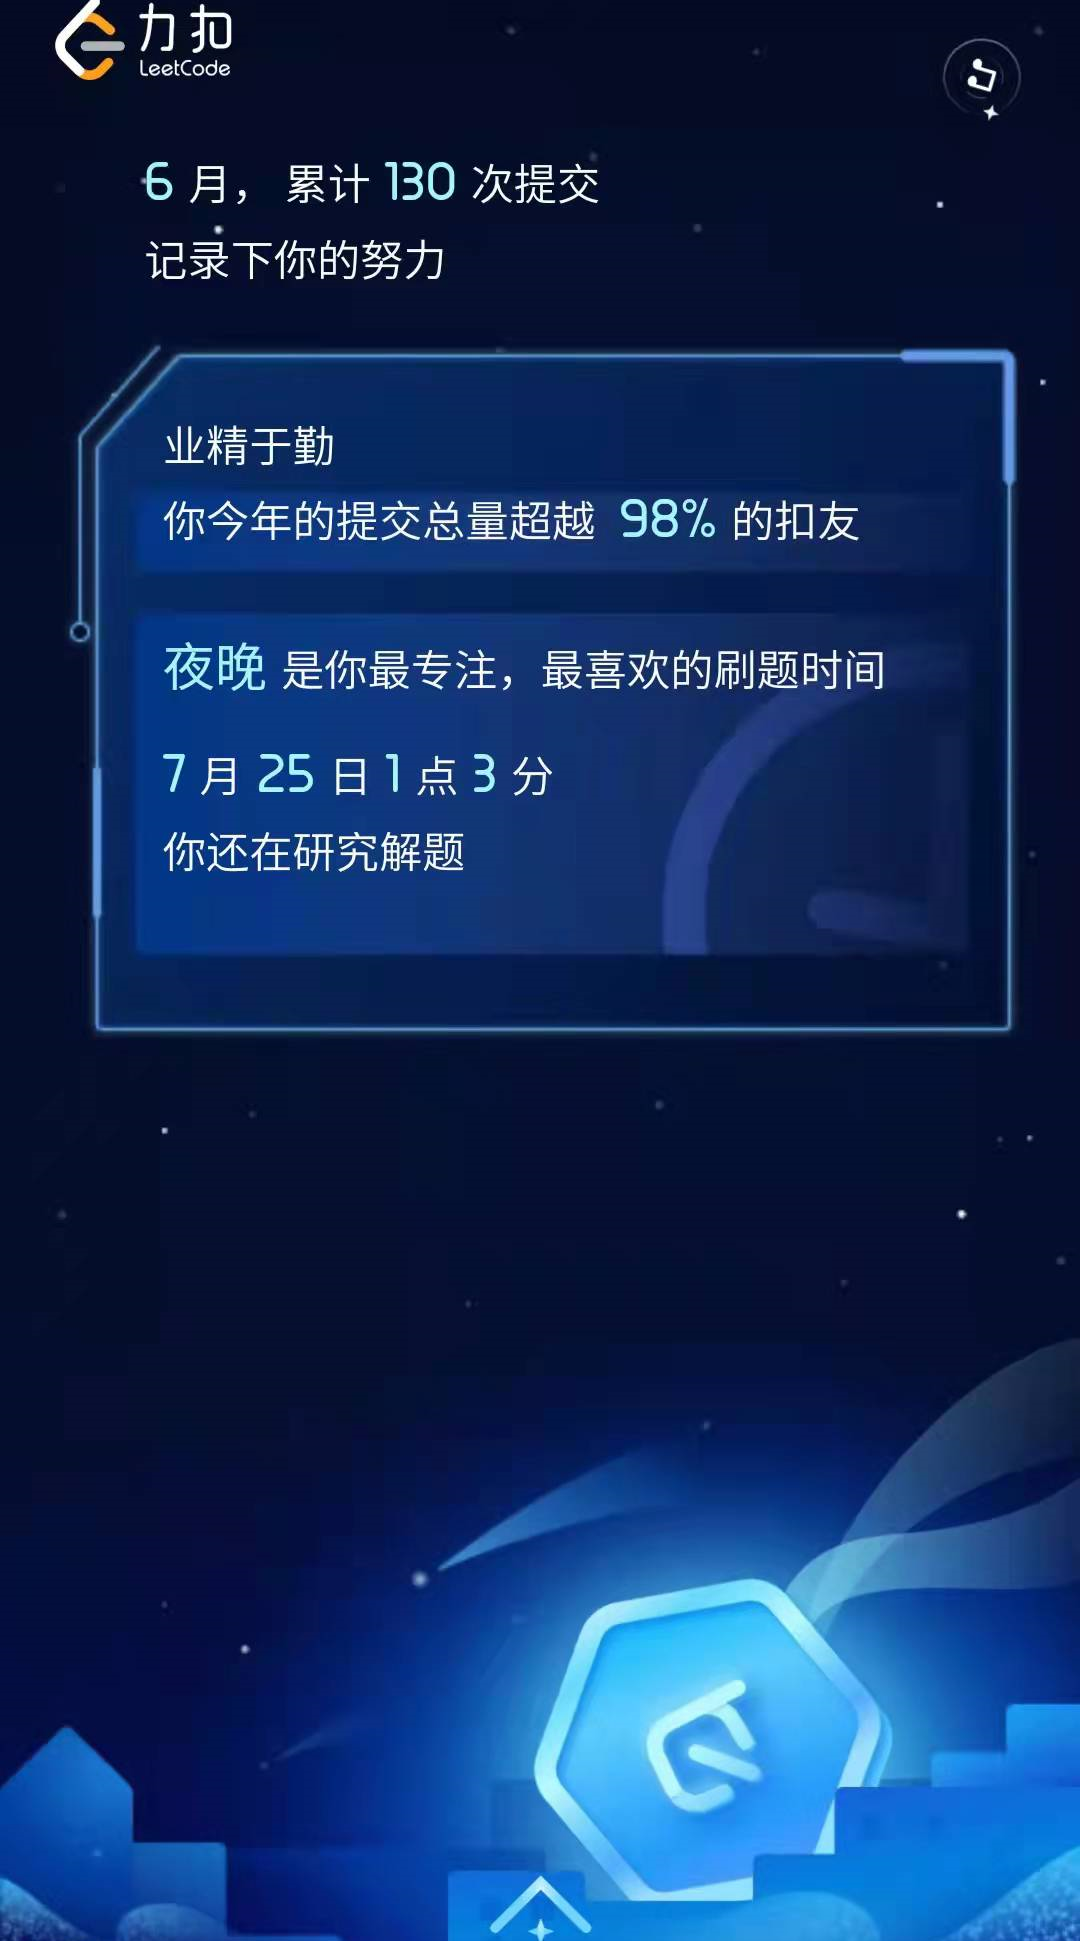 力扣
LeetCode
6 月， 累计 130 次提交
记录下你的努力
业精于勤
你今年的提交总量超越 98% 的扣友
夜晚 是你最专注，最喜欢的刷题时间
7 月 25 日 1 点 3 分
你还在研究解题